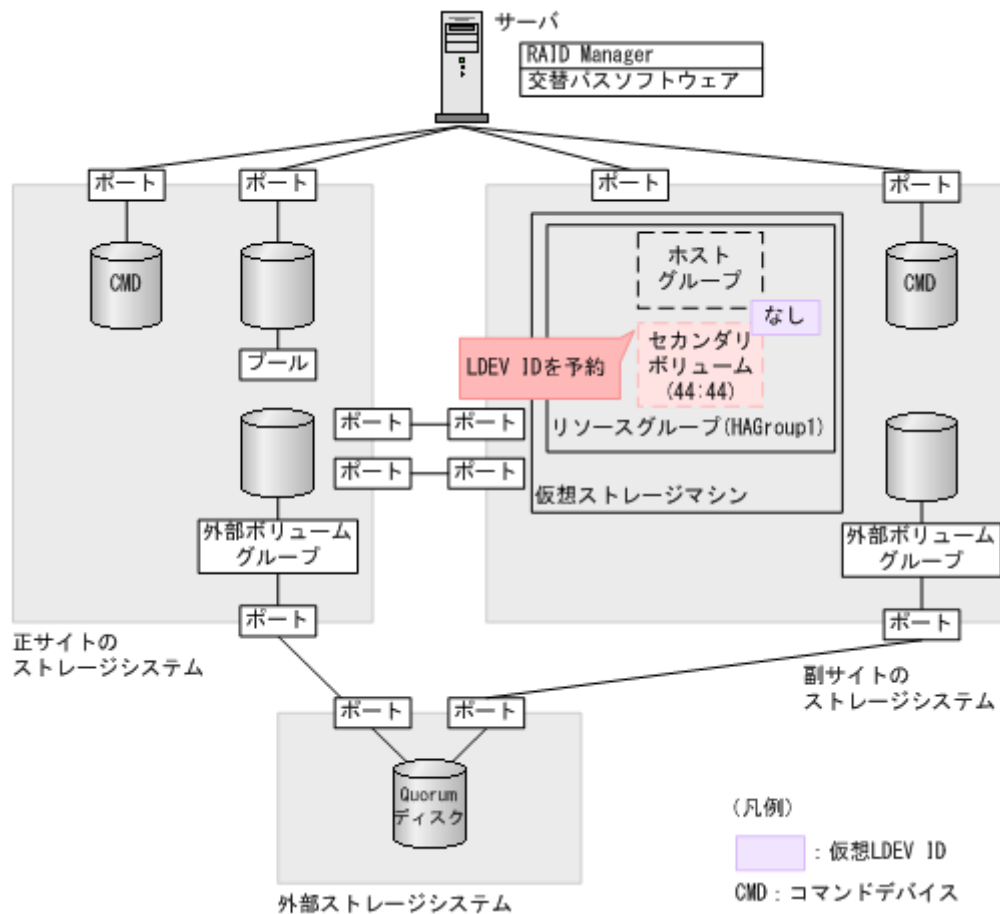 サーバ
RAID Manager
交替パスソフトウェア
ポート
ポート
ポート
ポート
CMD
プール
ホスト
グループ
なし
LDEV IDを予約
セカンダリ
ボリューム
(44:44)
リソースグループ(HAGroup1)
仮想ストレージマシン
CMD
ポート
ポート
ポート
ポート
外部ボリューム
グループ
外部ボリューム
グループ
ポート
ポート
正サイトの
ストレージシステム
副サイトの
ストレージシステム
ポート
ポート
Quorum
ディスク
外部ストレージシステム
(凡例)
：仮想LDEV ID
CMD：コマンドデバイス